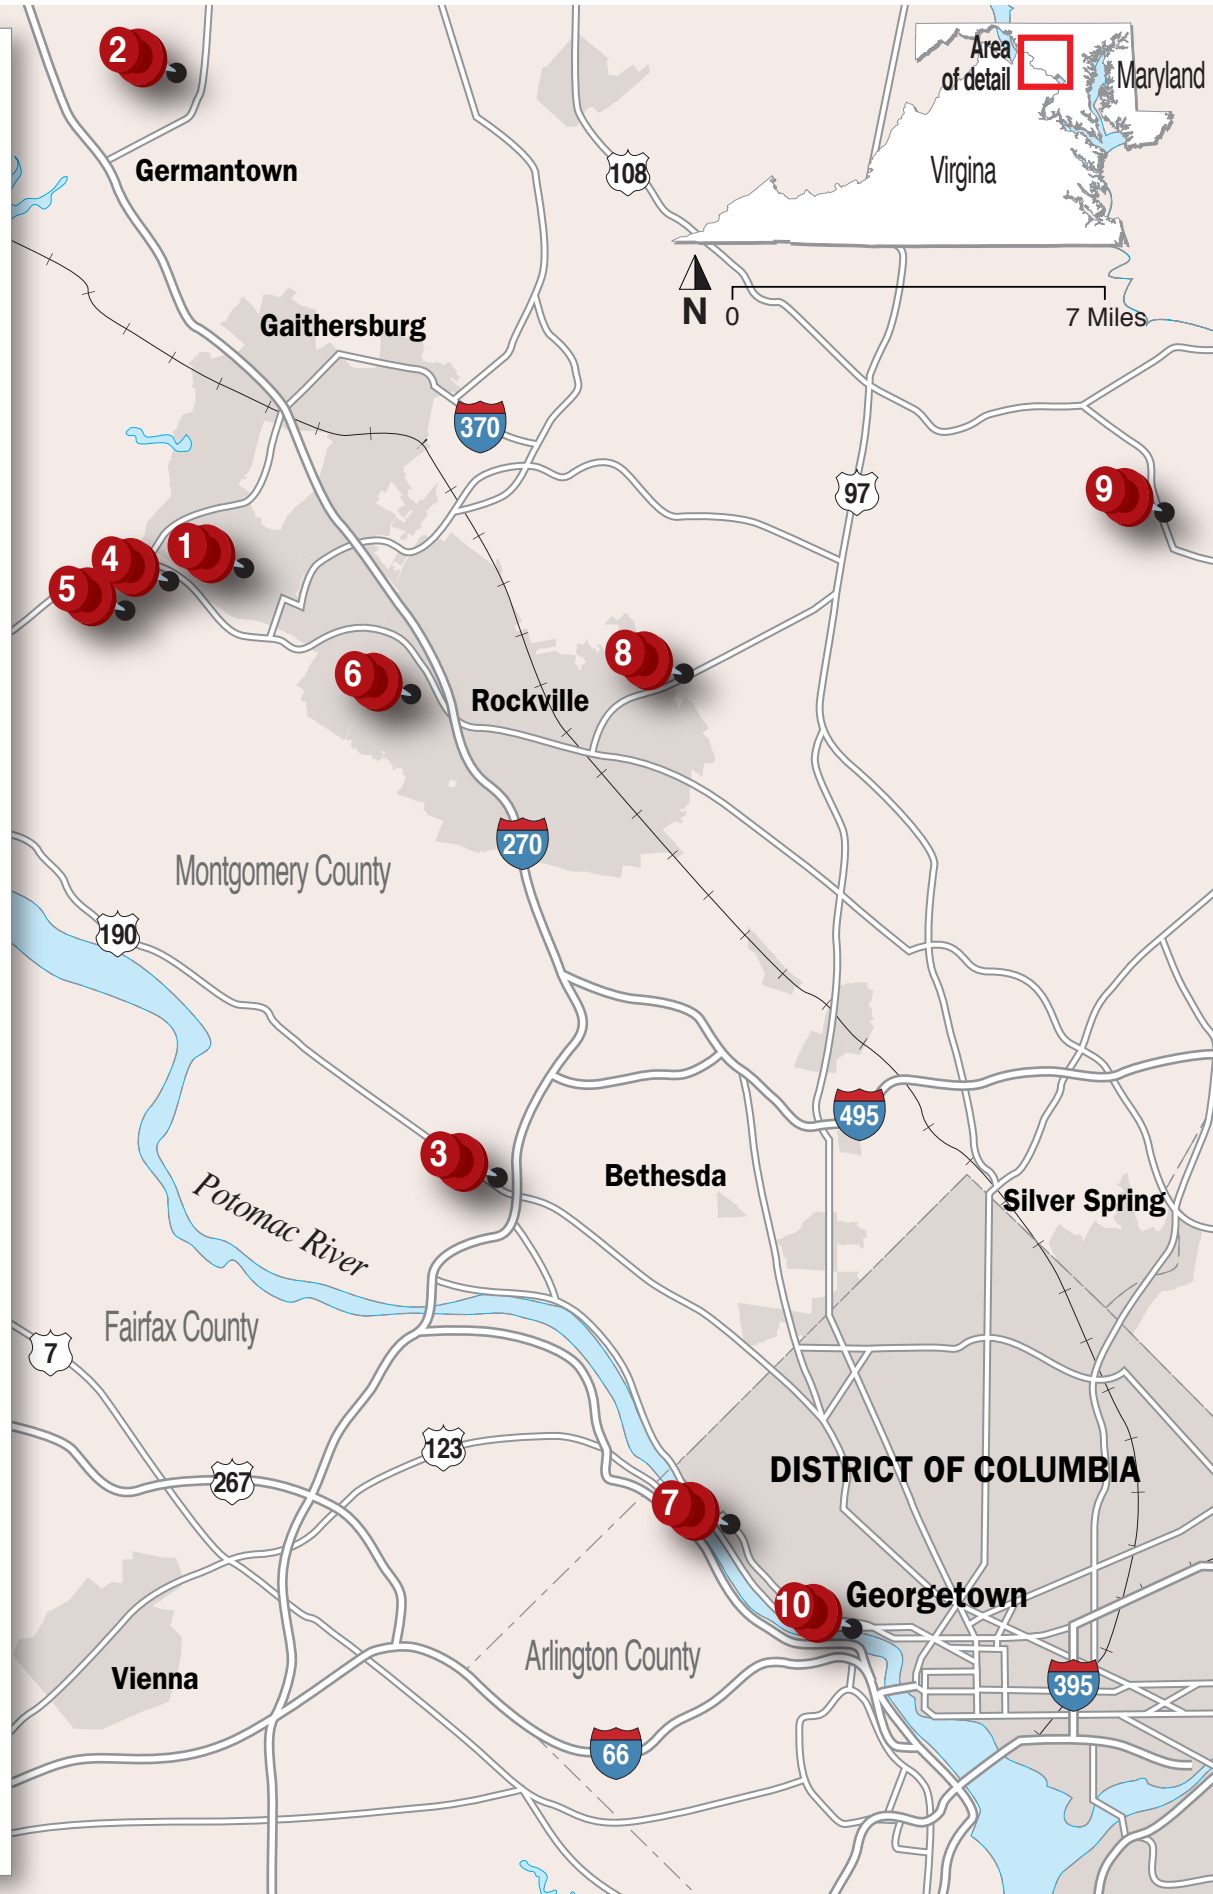 2
Area
of detail
Maryland
Germantown
108
Virgina
N
0
7 Miles
Gaithersburg
370
97
9
1
4
5
8
6
Rockville
270
Montgomery County
190
495
3
Bethesda
Silver Spring
Potomac River
Fairfax County
7
123
DISTRICT OF COLUMBIA
267
7
10
Georgetown
Arlington County
Vienna
395
66